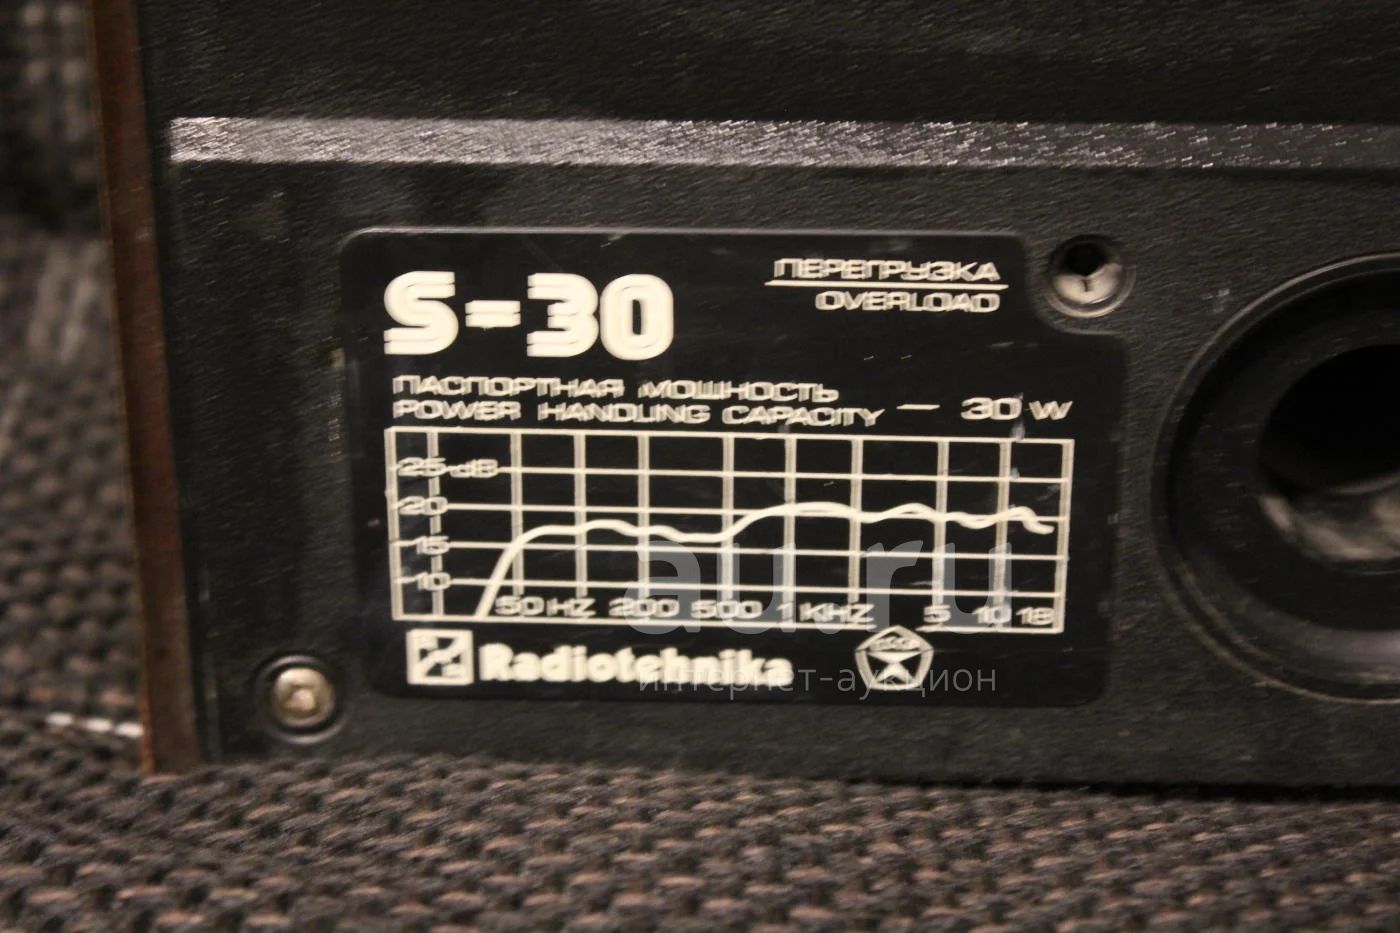 S-30
ПЕРЕГРУЗКА
OVERLOAD
ПАСПОРТНАЯ МОЩНОСТЬ
POWER HANDLING CAPACITY — 30 W
25 dB
20
15
10
50 HZ 200 500 1 KHZ 5 10 18
Radiotehnika
au.ru
интернет-аукцион